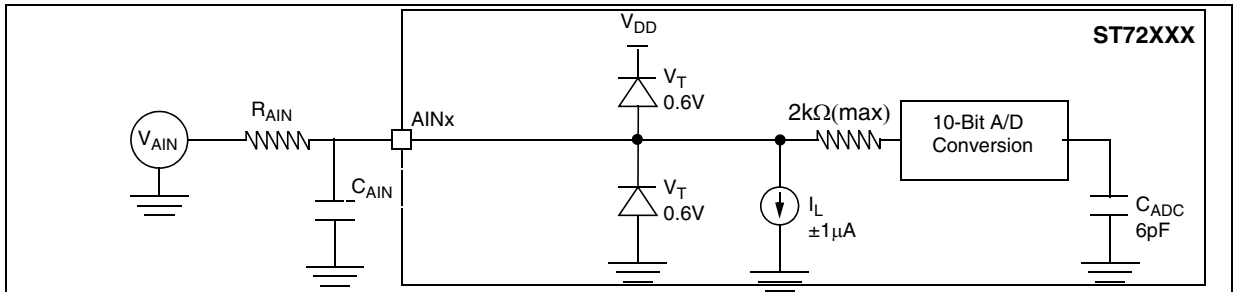 ST72XXX
V_DD
V_T
0.6V
R_AIN
AINx
2kΩ(max)
10-Bit A/D
Conversion
V_AIN
C_AIN
V_T
0.6V
I_L
±1μA
C_ADC
6pF